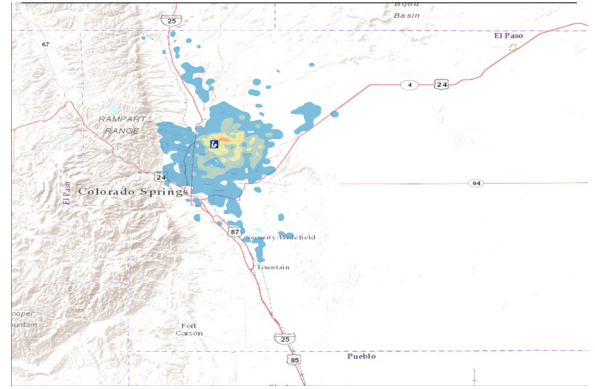 Basin
25
El Paso
67
4
24
RAMPART
RANGE
24
94
Colorado Springs
El Paso
87
Security-Widefield
Fountain
Fort
Carson
25
Pueblo
85